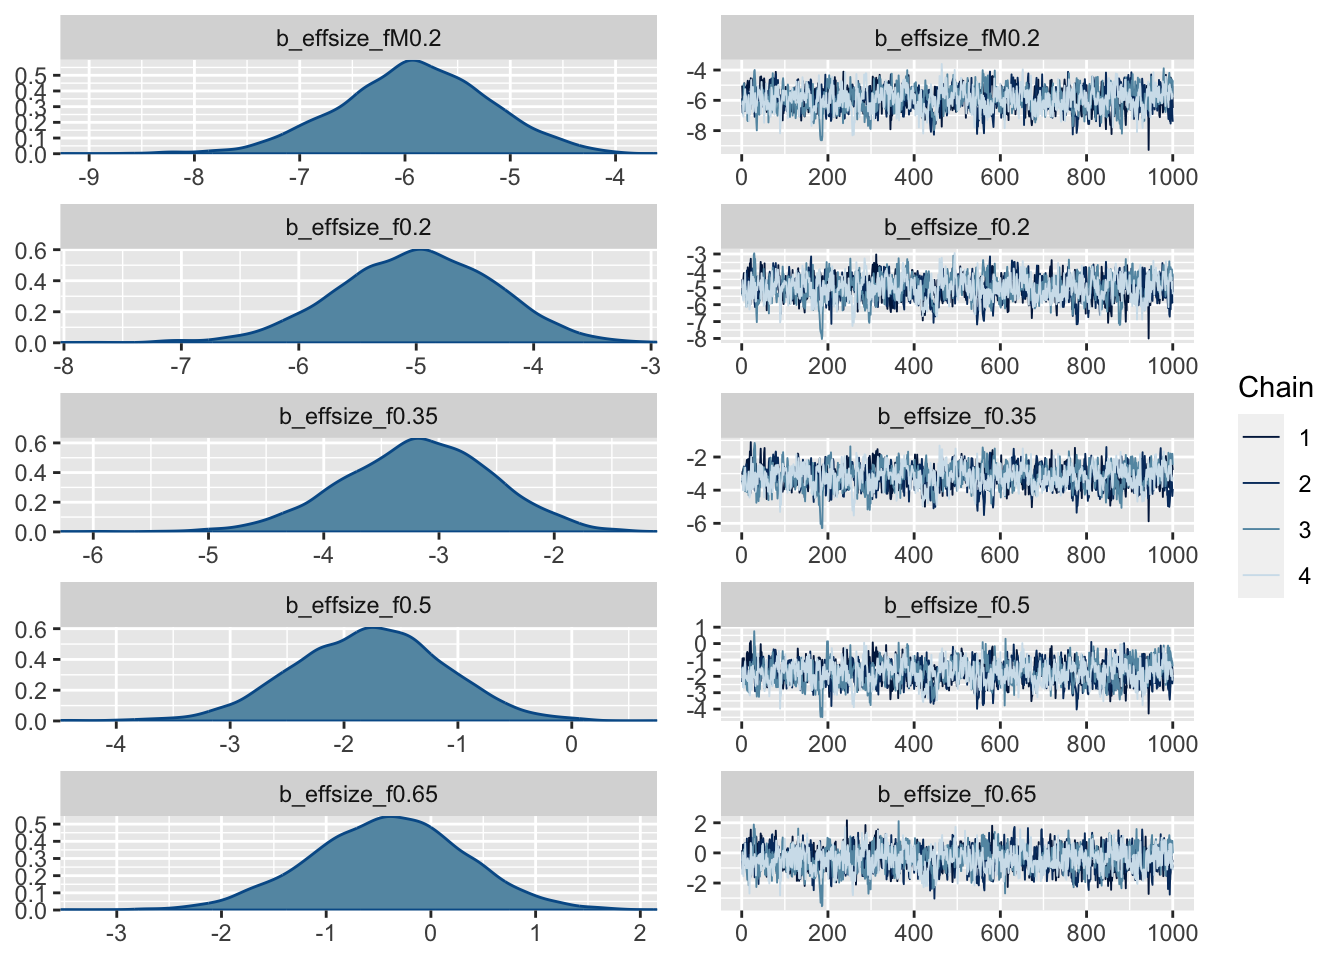 b_effsize_fM0.2
0.5
0.4
0.3
0.2
0.1
0.0
-9 -8 -7 -6 -5 -4
b_effsize_fM0.2
-4
-6
-8
0 200 400 600 800 1000
b_effsize_f0.2
0.6
0.4
0.2
0.0
-8 -7 -6 -5 -4 -3
b_effsize_f0.2
-3
-4
-5
-6
-7
-8
0 200 400 600 800 1000
b_effsize_f0.35
0.6
0.4
0.2
0.0
-6 -5 -4 -3 -2
b_effsize_f0.35
-2
-4
-6
0 200 400 600 800 1000
b_effsize_f0.5
0.6
0.4
0.2
0.0
-4 -3 -2 -1 0
b_effsize_f0.5
1
0
-1
-2
-3
-4
0 200 400 600 800 1000
b_effsize_f0.65
0.5
0.4
0.3
0.2
0.1
0.0
-3 -2 -1 0 1 2
b_effsize_f0.65
2
0
-2
0 200 400 600 800 1000
Chain
1
2
3
4